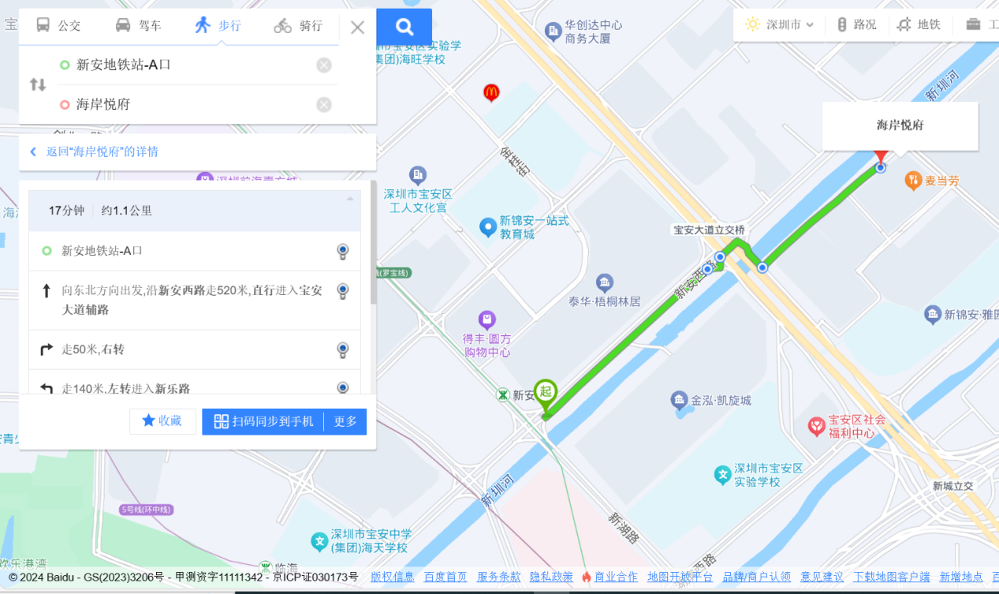 公交
驾车
步行
骑行
新安地铁站-A口
海岸悦府
返回“海岸悦府”的详情
17分钟
约1.1公里
新安地铁站-A口
向东北方向出发,沿新安西路走520米,直行进入宝安
大道辅路
走50米,右转
走140米,左转进入新乐路
收藏
扫码同步到手机
更多
深圳市
路况
地铁
工
华创达中心
商务大厦
集团)海旺学校
金桂街
深圳市宝安区
工人文化宫
新锦安一站式
教育城
(罗宝线)
泰华·梧桐林居
得丰·圆方
购物中心
新安
起
新安西路
宝安大道立交桥
新圳河
海岸悦府
麦当劳
新锦安·雅园
金泓·凯旋城
宝安区社会
福利中心
深圳市宝安区
实验学校
新城立交
新圳河
新湖路
5号线(环中线)
深圳市宝安中学
(集团)海天学校
临海
欢乐港湾
© 2024 Baidu - GS(2023)3206号 - 甲测资字11111342 - 京ICP证030173号
版权信息
百度首页
服务条款
隐私政策
商业合作
地图开放平台
品牌/商户认领
意见建议
下载地图客户端
新增地点